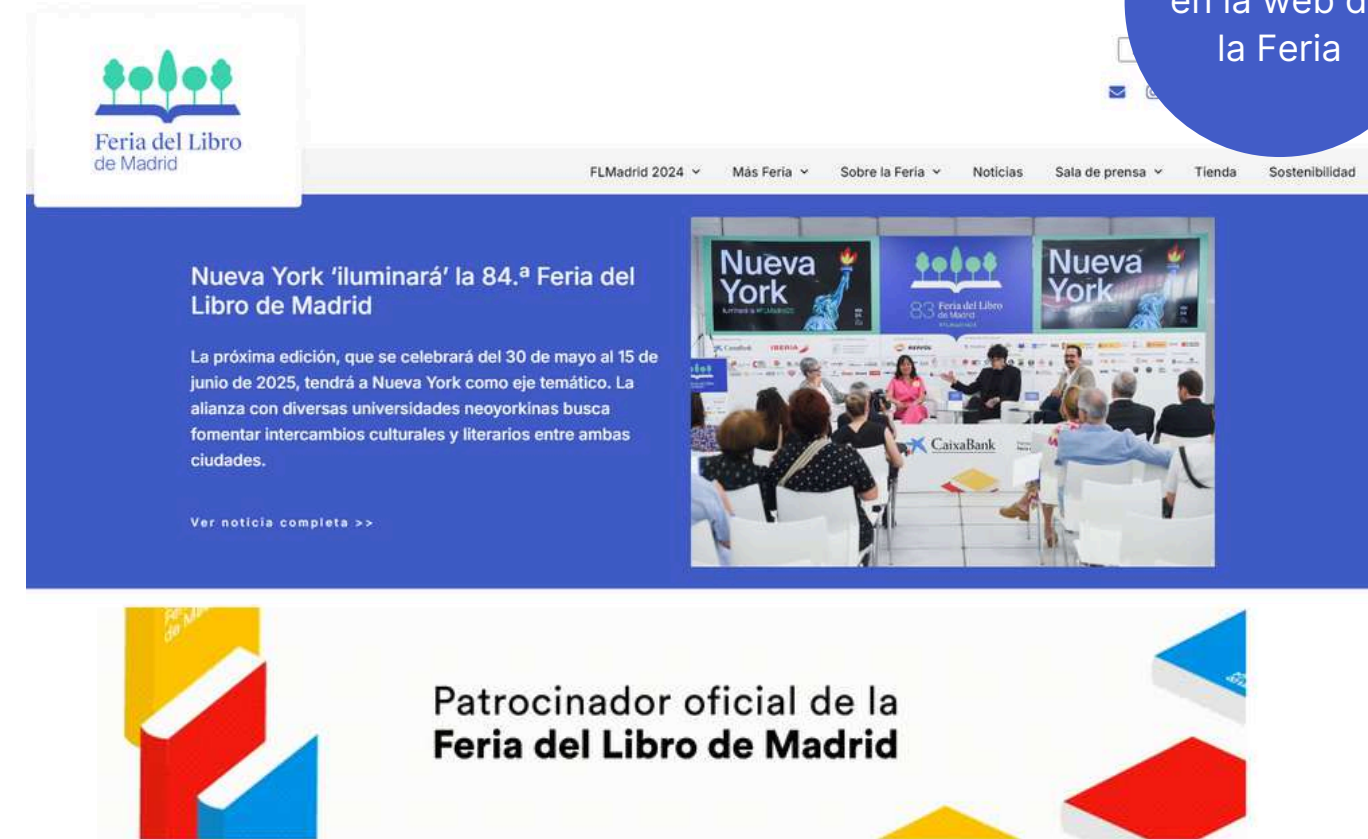 en la web d
la Feria
Feria del Libro
de Madrid
FLMadrid 2024
Más Feria
Sobre la Feria
Noticias
Sala de prensa
Tienda
Sostenibilidad
Nueva York ‘iluminará’ la 84.ª Feria del
Libro de Madrid
La próxima edición, que se celebrará del 30 de mayo al 15 de
junio de 2025, tendrá a Nueva York como eje temático. La
alianza con diversas universidades neoyorkinas busca
fomentar intercambios culturales y literarios entre ambas
ciudades.
Ver noticia completa >>
Nueva
York
83 Feria del Libro
de Madrid
Nueva
York
CaixaBank
IBERIA
CaixaBank
de Ma
Patrocinador oficial de la
Feria del Libro de Madrid